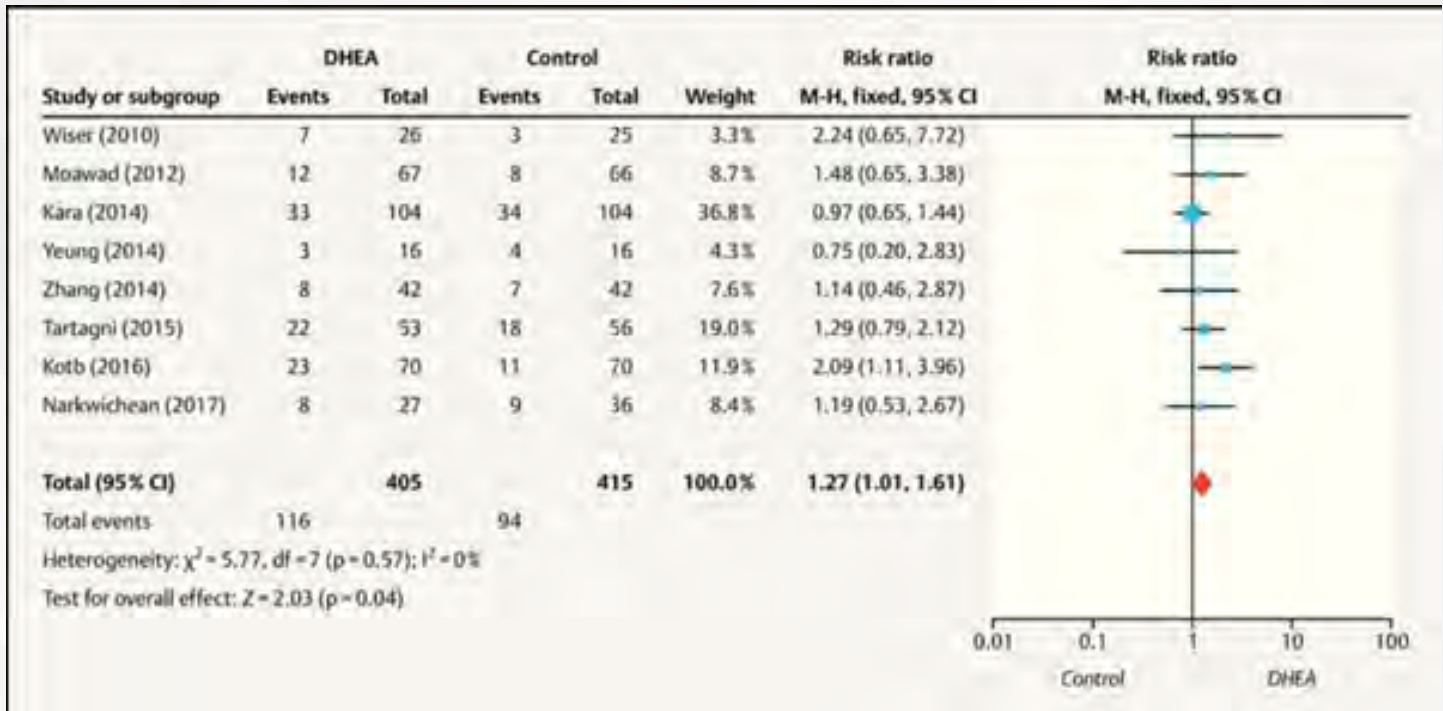 DHEA Control Risk ratio Risk ratio
Study or subgroup Events Total Events Total Weight M-H, fixed, 95% CI M-H, fixed, 95% CI
Wiser (2010) 7 26 3 25 3.3% 2.24 (0.65, 7.72)
Moawad (2012) 12 67 8 66 8.7% 1.48 (0.65, 3.38)
Kara (2014) 33 104 34 104 36.8% 0.97 (0.65, 1.44)
Yeung (2014) 3 16 4 16 4.3% 0.75 (0.20, 2.83)
Zhang (2014) 8 42 7 42 7.6% 1.14 (0.46, 2.87)
Tartagni (2015) 22 53 18 56 19.0% 1.29 (0.79, 2.12)
Kotb (2016) 23 70 11 70 11.9% 2.09 (1.11, 3.96)
Narkwichean (2017) 8 27 9 36 8.4% 1.19 (0.53, 2.67)
Total (95% CI) 405 415 100.0% 1.27 (1.01, 1.61)
Total events 116 94
Heterogeneity: χ² = 5.77, df = 7 (p = 0.57); I² = 0%
Test for overall effect: Z = 2.03 (p = 0.04)
0.01 0.1 1 10 100
Control DHEA